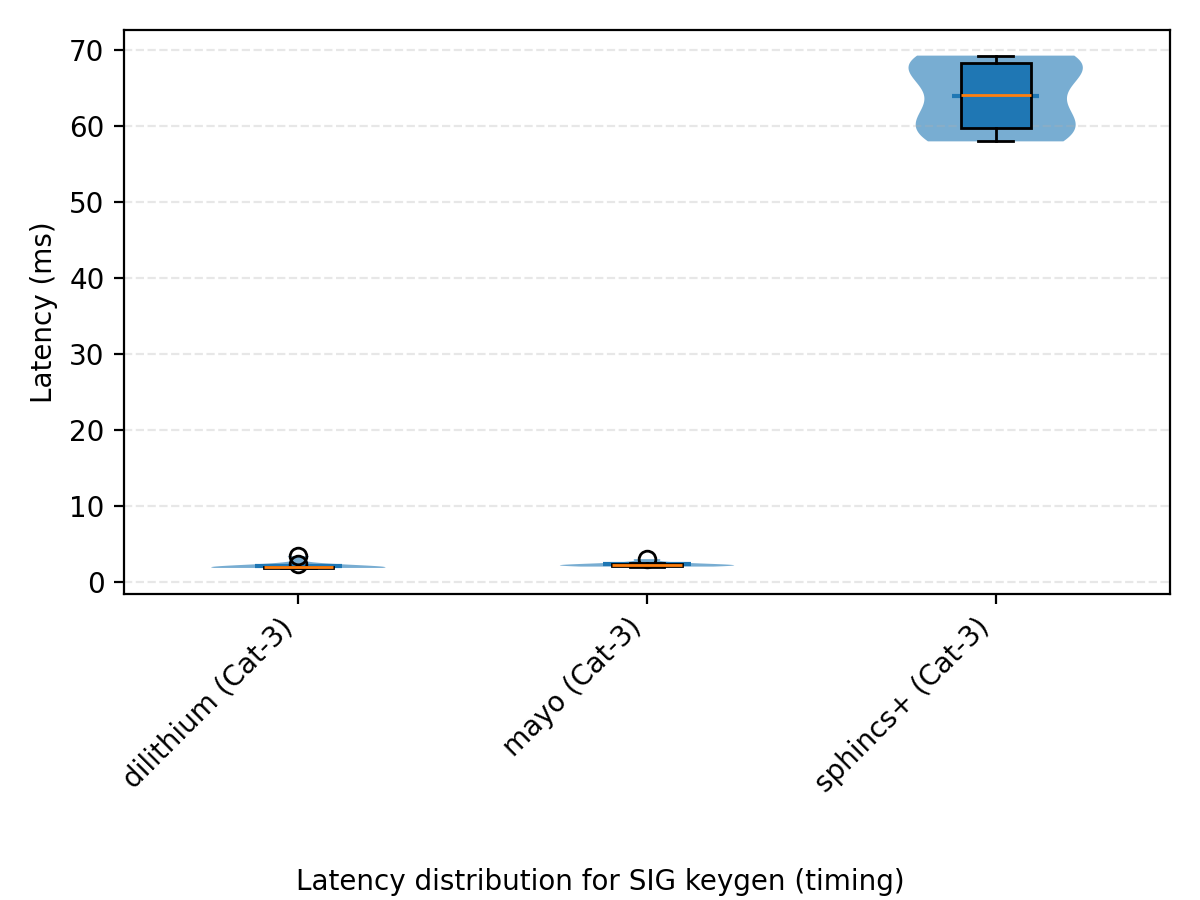 70
60
50
40
30
20
10
0
Latency (ms)
dilithium (Cat-3)
mayo (Cat-3)
sphincs+ (Cat-3)
Latency distribution for SIG keygen (timing)